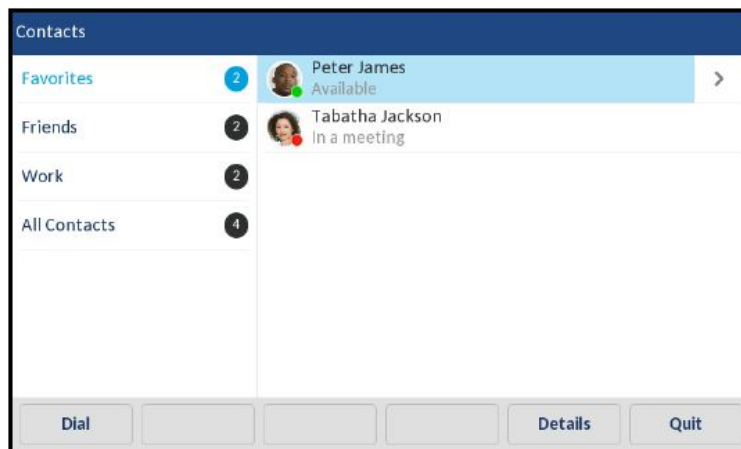 Contacts
Favorites 2
Friends 2
Work 2
All Contacts 4
Peter James
Available
Tabatha Jackson
In a meeting
Dial Details Quit